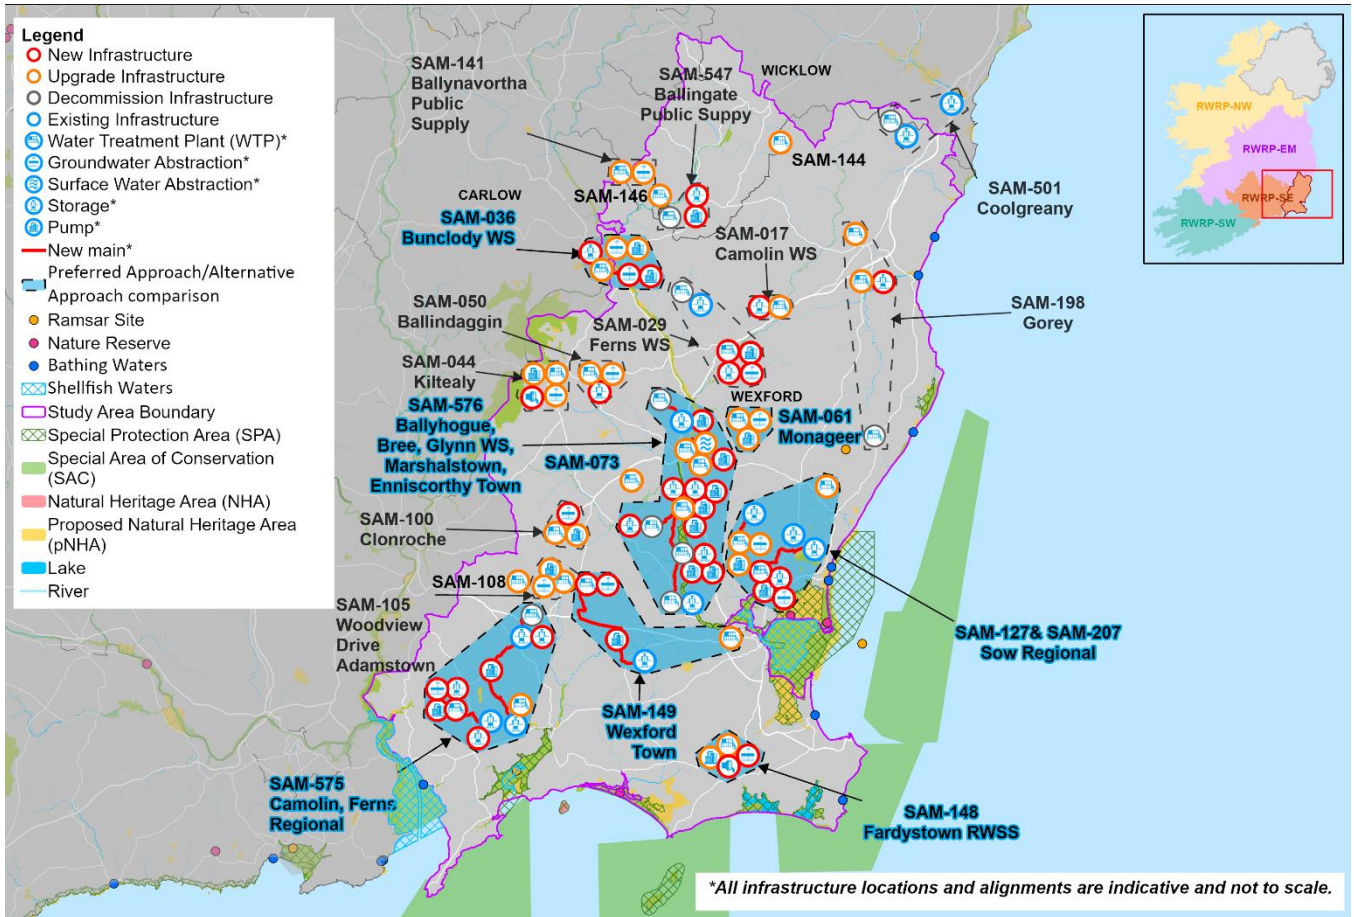 Legend
New Infrastructure
Upgrade Infrastructure
Decommission Infrastructure
Existing Infrastructure
Water Treatment Plant (WTP)*
Groundwater Abstraction*
Surface Water Abstraction*
Storage*
Pump*
New main*
Preferred Approach/Alternative
Approach comparison
Ramsar Site
Nature Reserve
Bathing Waters
Shellfish Waters
Study Area Boundary
Special Protection Area (SPA)
Special Area of Conservation
(SAC)
Natural Heritage Area (NHA)
Proposed Natural Heritage Area
(pNHA)
Lake
River
SAM-141
Ballynavortha
Public
Supply
SAM-547
Ballingate
Public Suppy
WICKLOW
SAM-144
SAM-501
Coolgreany
CARLOW
SAM-146
SAM-036
Bunclody WS
SAM-017
Camolin WS
SAM-198
Gorey
SAM-050
Ballindaggin
SAM-029
Ferns WS
SAM-044
Kiltealy
WEXFORD
SAM-576
Ballyhogue,
Bree, Glynn WS,
Marshalstown,
Enniscorthy Town
SAM-061
Monageer
SAM-073
SAM-100
Clonroche
SAM-108
SAM-105
Woodview
Drive
Adamstown
SAM-127& SAM-207
Sow Regional
SAM-149
Wexford
Town
SAM-575
Camolin, Ferns
Regional
SAM-148
Fardystown RWSS
RWRP-NW
RWRP-EM
RWRP-SE
RWRP-SW
*All infrastructure locations and alignments are indicative and not to scale.